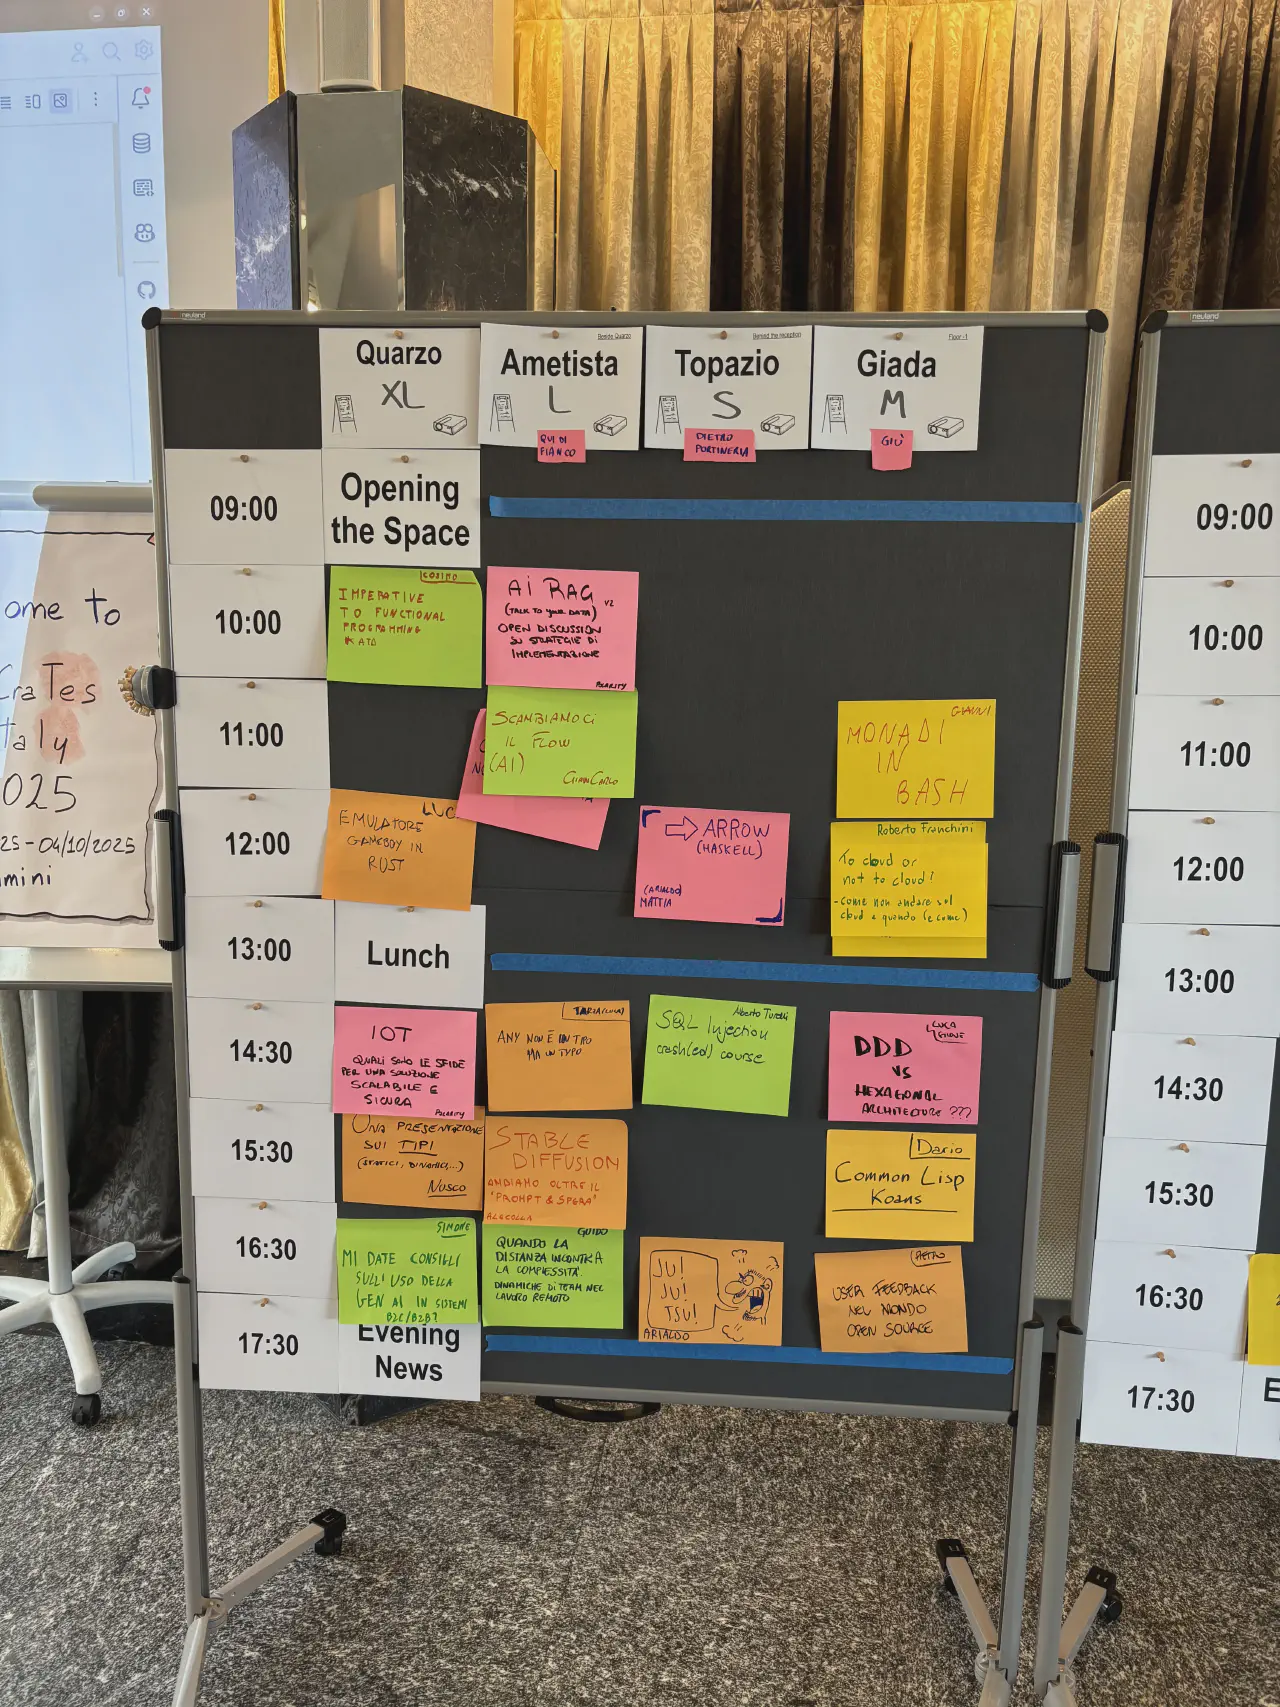 neuland
neuland
Quarzo
XL
Beside Quarzo
Ametista
L
QUI DI
FIANCO
Behind the reception
Topazio
S
DIETRO
PORTINERIA
Floor -1
Giada
M
GIÙ
09:00
Opening
the Space
10:00
COSIMO
IMPERATIVE
TO FUNCTIONAL
PROGRAMMING
KATA
AI RAG
V2
(TALK TO YOUR DATA)
OPEN DISCUSSION
SU STRATEGIE DI
IMPLEMENTAZIONE
POLARITY
11:00
SCAMBIAMOCI
IL FLOW
(AI)
GIANCARLO
GIANNI
MONADI
IN
BASH
12:00
LUC
EMULATORE
GAMEBOY IN
RUST
ARROW
(HASKELL)
(ARIALDO)
MATTIA
Roberto Franchini
To cloud or
not to cloud?
- come non andare sul
cloud e quando (e come)
13:00
Lunch
14:30
IOT
QUALI SONO LE SFIDE
PER UNA SOLUZIONE
SCALABILE E
SICURA
POLARITY
ANY NON È UN TIPO
MA UN TYPO
Alberto
SQL Injection
crash(ed) course
LUCA
DDD
VS
HEXAGONAL
ARCHITECTURE ???
15:30
UNA PRESENTAZIONE
SUI TIPI
(STATICI, DINAMICI,...)
NUSCO
STABLE
DIFFUSION
ANDIAMO OLTRE IL
"PROMPT & SPERA"
ALECOLLA
Dario
Common Lisp
Koans
16:30
SIMONE
MI DATE CONSIGLI
SULL'USO DELLA
GEN AI IN SISTEMI
B2C/B2B?
GUIDO
QUANDO LA
DISTANZA INCONTRA
LA COMPLESSITÀ.
DINAMICHE DI TEAM NEL
LAVORO REMOTO
JU!
JU!
TSU!
ARIALDO
PIETRO
USER FEEDBACK
NEL MONDO
OPEN SOURCE
17:30
Evening
News
ome to
CraTes
taly
025
25 - 04/10/2025
mini
09:00
10:00
11:00
12:00
13:00
14:30
15:30
16:30
17:30
E